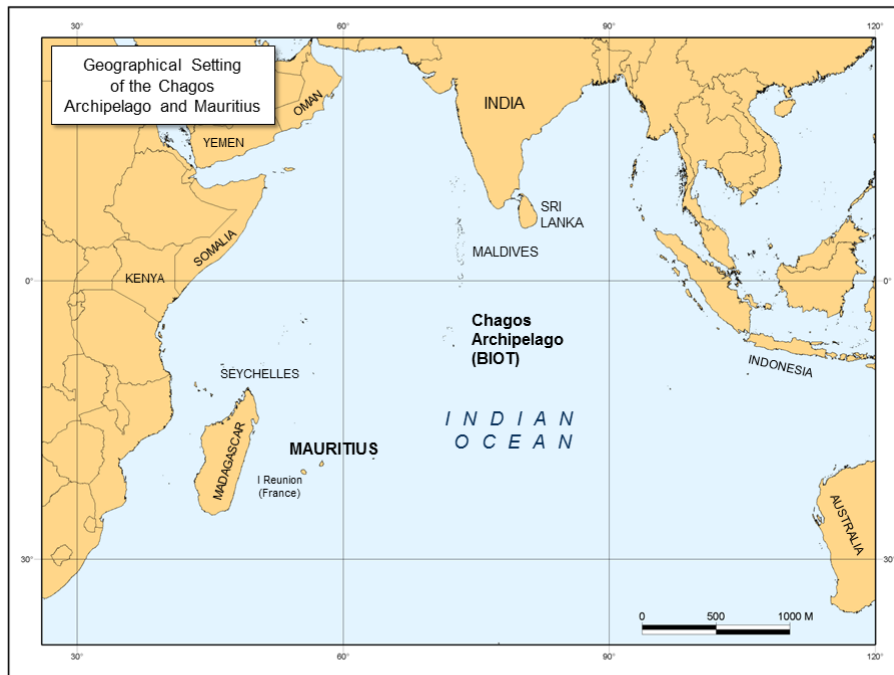 30°
60°
90°
120°
Geographical Setting
of the Chagos
Archipelago and Mauritius
OMAN
YEMEN
INDIA
SRI
LANKA
SOMALIA
MALDIVES
KENYA
0°
0°
Chagos
Archipelago
(BIOT)
INDONESIA
SEYCHELLES
INDIAN
OCEAN
MAURITIUS
MADAGASCAR
I Reunion
(France)
AUSTRALIA
30°
30°
0 500 1000 M
30°
60°
90°
120°